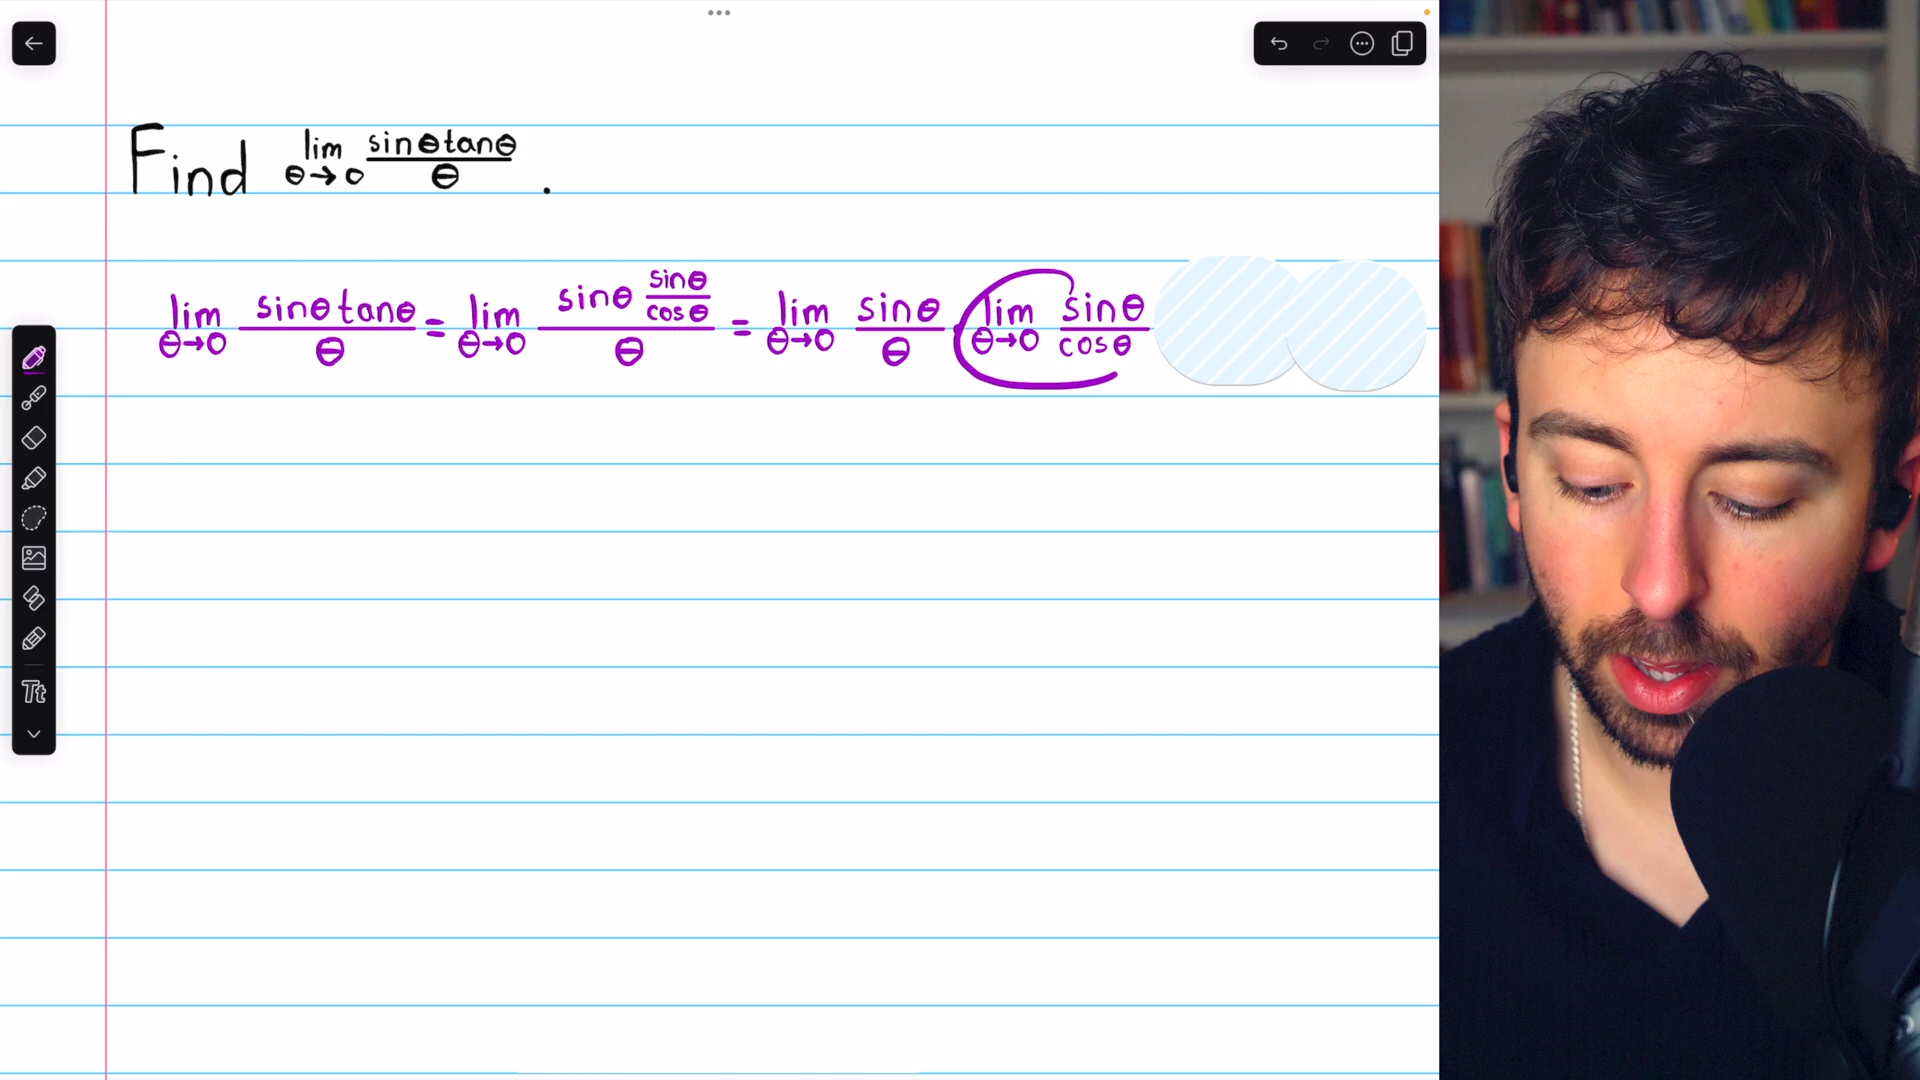 Find lim θ→0 sinθtanθ/θ .
lim θ→0 sinθtanθ/θ = lim θ→0 sinθ sinθ/cosθ/θ = lim θ→0 sinθ/θ · lim θ→0 sinθ/cosθ
Tt